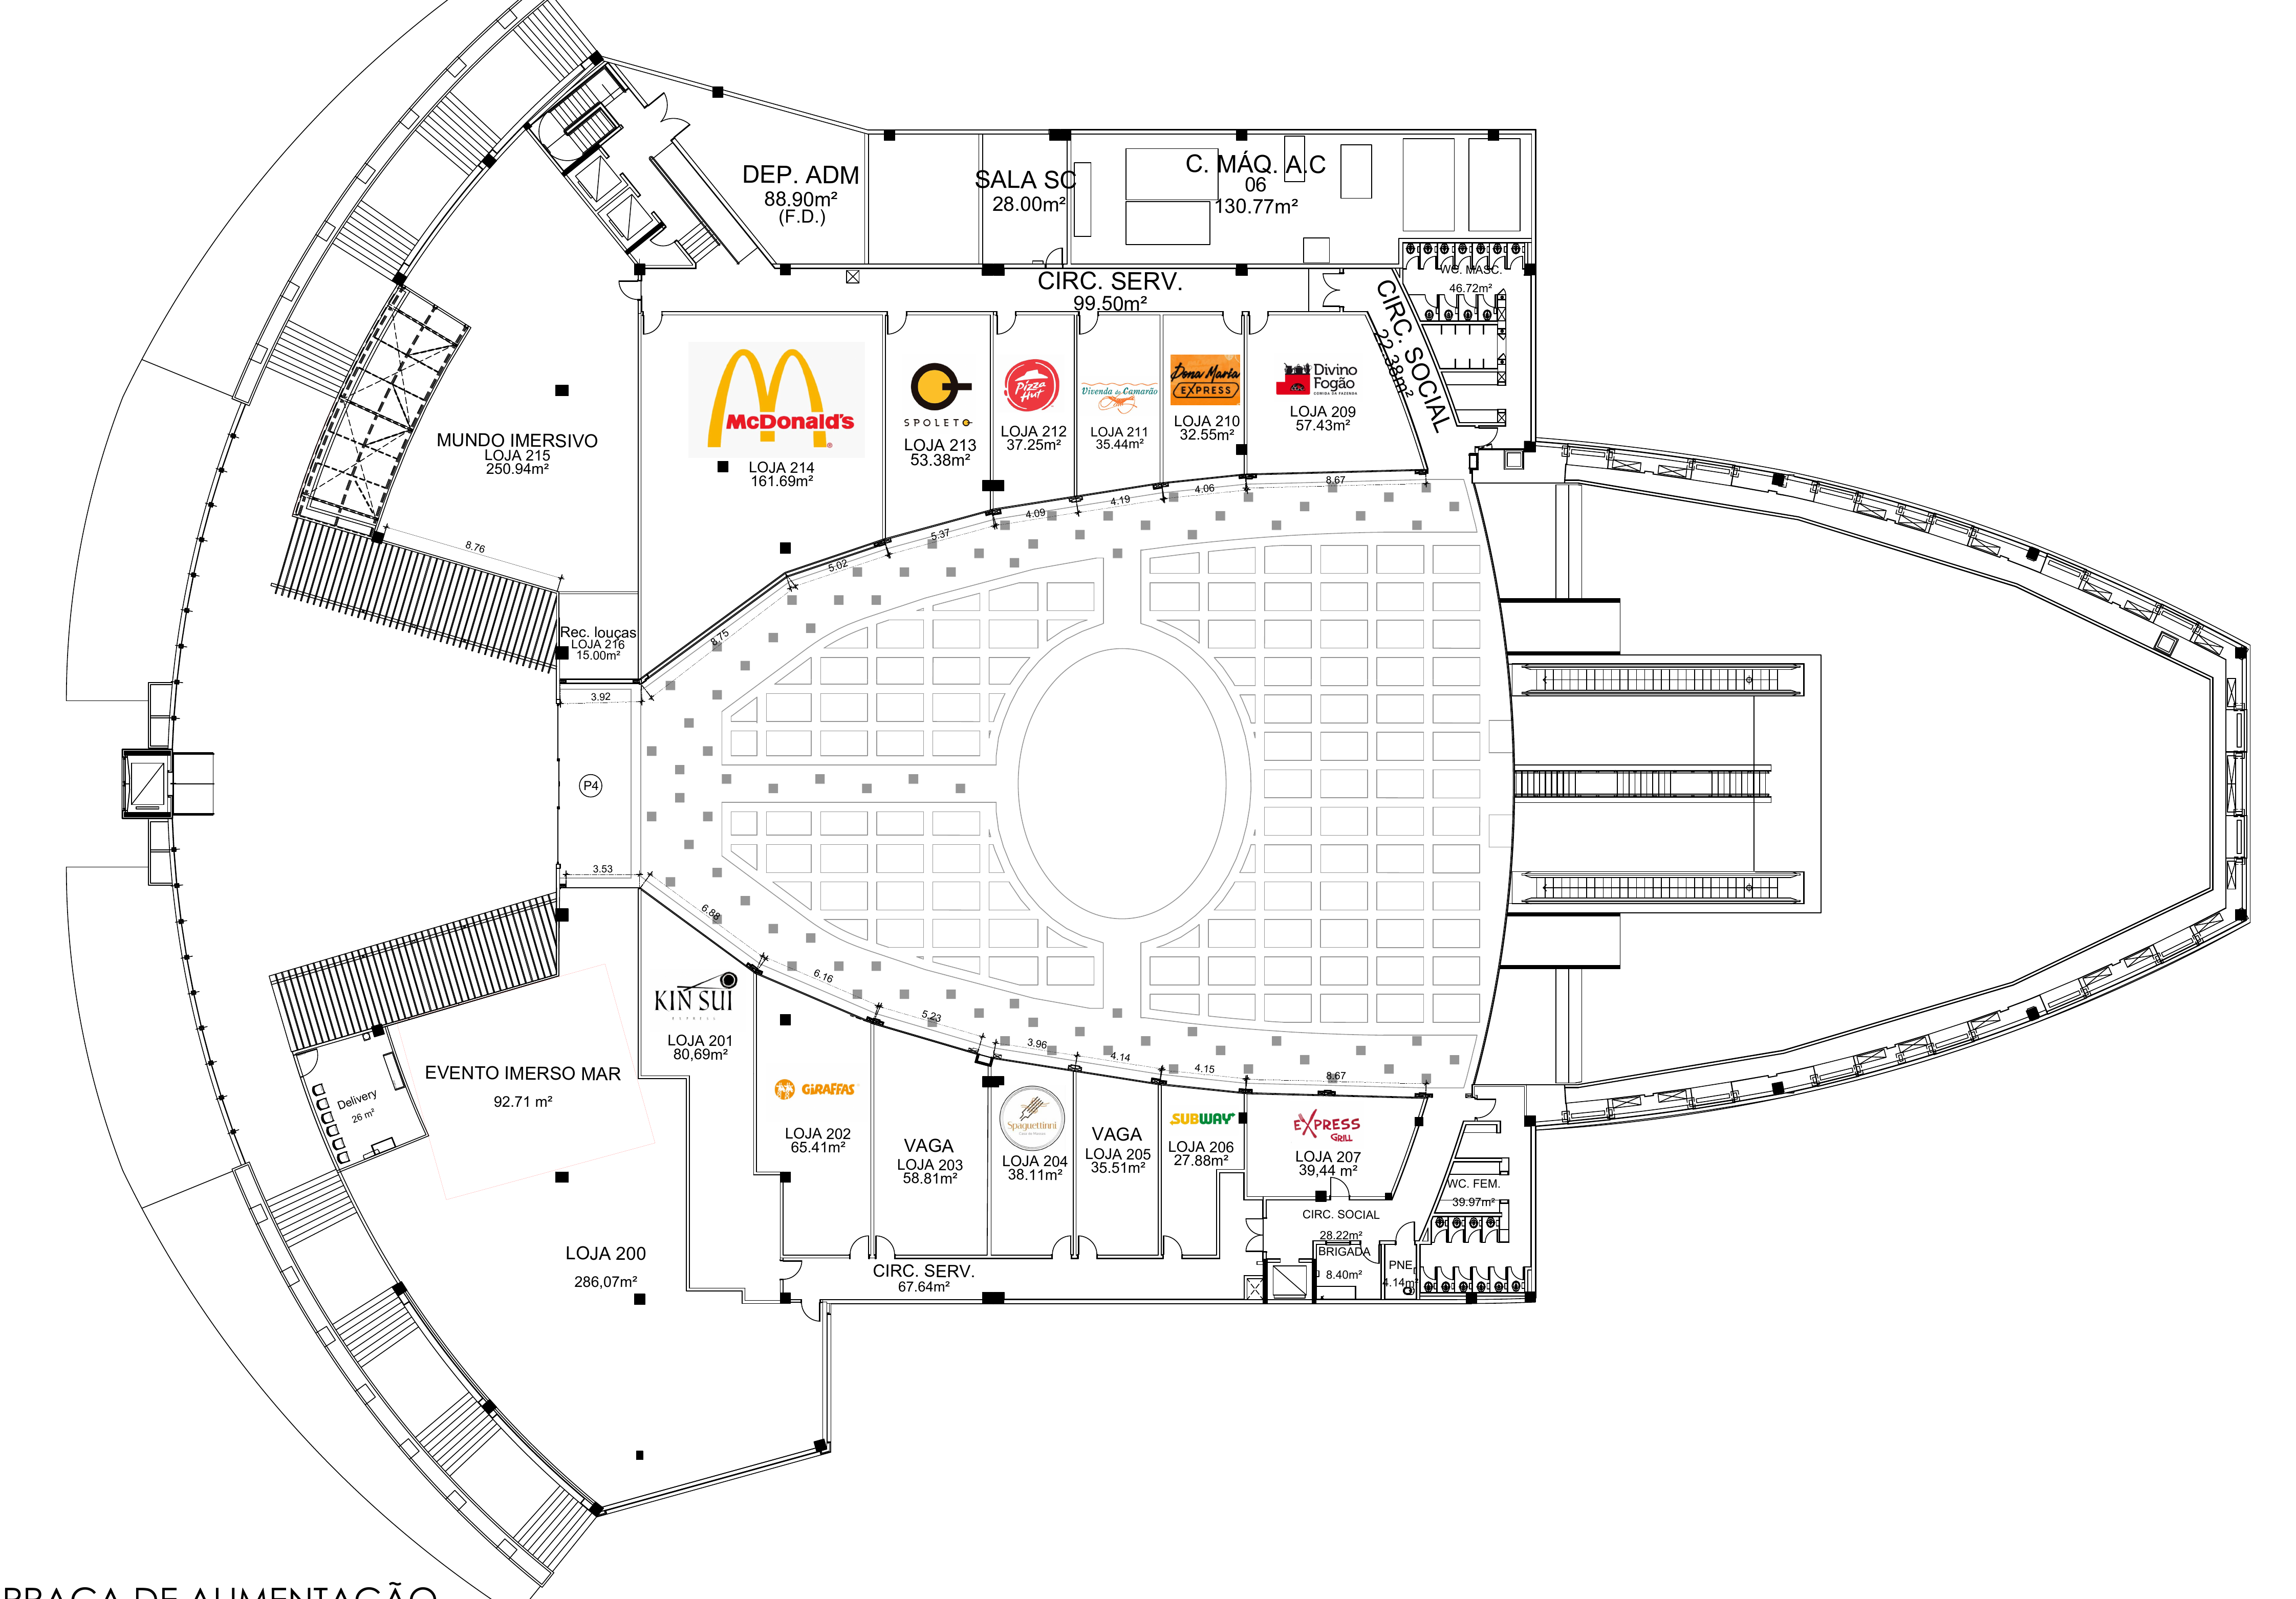 DEP. ADM
88.90m²
(F.D.)
SALA SC
28.00m²
C. MÁQ. A.C
06
130.77m²
CIRC. SERV.
99.50m²
CIRC. SOCIAL
22.38m²
WC. MASC.
46.72m²
MUNDO IMERSIVO
LOJA 215
250.94m²
McDonald's
LOJA 214
161.69m²
SPOLETO
LOJA 213
53.38m²
Pizza
Hut
LOJA 212
37.25m²
Vivenda do Camarão
LOJA 211
35.44m²
Dona Maria
EXPRESS
LOJA 210
32.55m²
Divino
Fogão
COMIDA DA FAZENDA
LOJA 209
57.43m²
8.76
8.75
5.02
5.37
4.09
4.19
4.06
8.67
Rec. louças
LOJA 216
15.00m²
3.92
P4
3.53
6.88
6.16
5.23
3.96
4.14
4.15
8.67
KIN SUI
EXPRESS
LOJA 201
80,69m²
EVENTO IMERSO MAR
92.71 m²
Delivery
26 m²
GIRAFFAS
LOJA 202
65.41m²
VAGA
LOJA 203
58.81m²
Spaguettinni
LOJA 204
38.11m²
VAGA
LOJA 205
35.51m²
SUBWAY
LOJA 206
27.88m²
EXPRESS
GRILL
LOJA 207
39,44 m²
WC. FEM.
39.97m²
CIRC. SOCIAL
28.22m²
BRIGADA
8.40m²
PNE
4.14m²
CIRC. SERV.
67.64m²
LOJA 200
286,07m²
PRAÇA DE ALIMENTAÇÃO